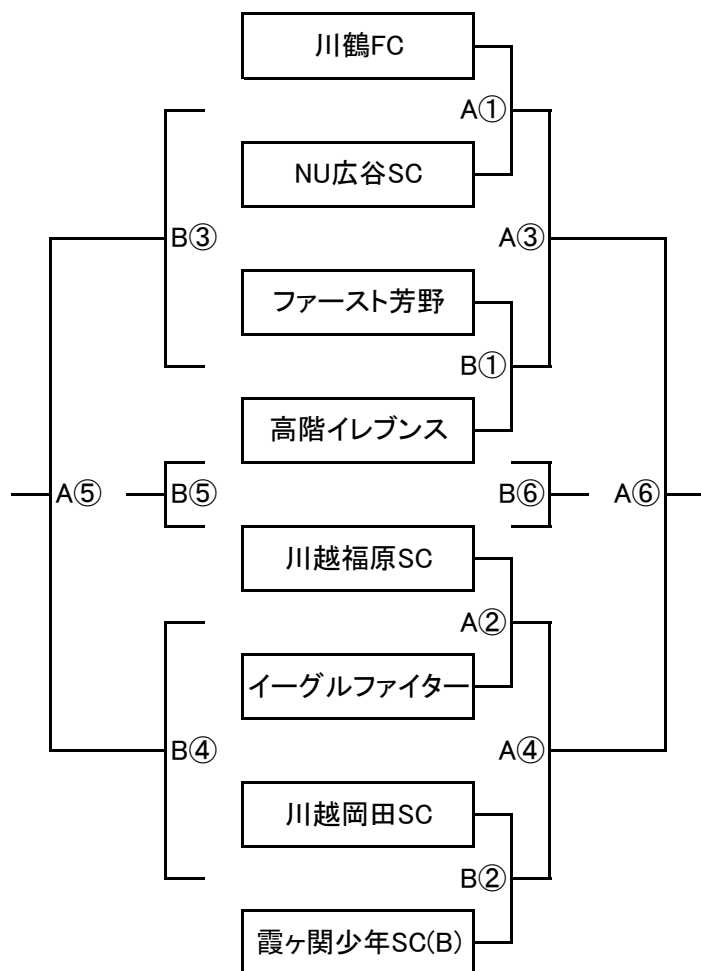 川鶴FC
A①
NU広谷SC
B③
A③
ファースト芳野
B①
高階イレブンス
A⑤
B⑤
B⑥
A⑥
川越福原SC
A②
イーグルファイター
B④
A④
川越岡田SC
B②
霞ヶ関少年SC(B)